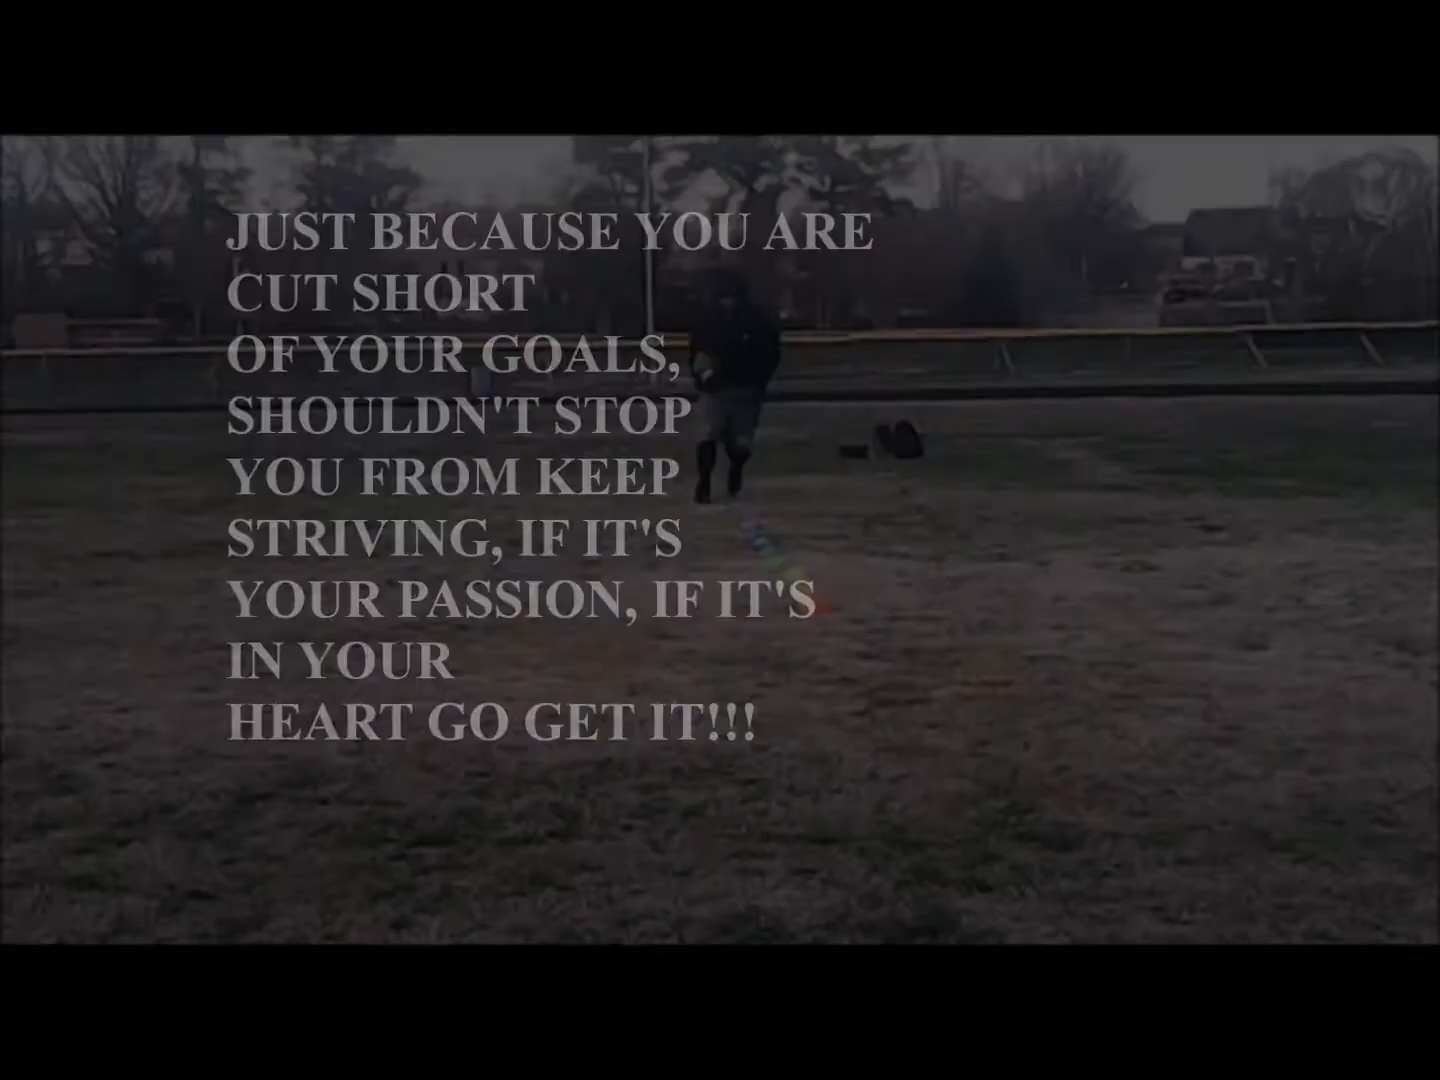 JUST BECAUSE YOU ARE
CUT SHORT
OF YOUR GOALS,
SHOULDN'T STOP
YOU FROM KEEP
STRIVING, IF IT'S
YOUR PASSION, IF IT'S
IN YOUR
HEART GO GET IT!!!